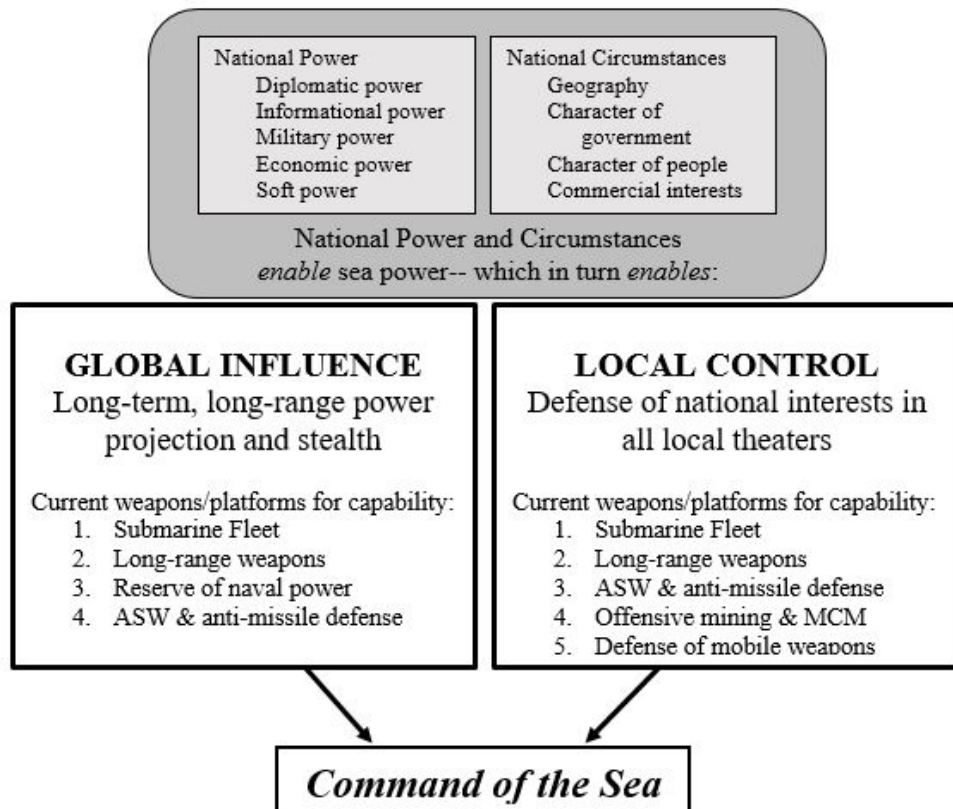 National Power
Diplomatic power
Informational power
Military power
Economic power
Soft power
National Circumstances
Geography
Character of
government
Character of people
Commercial interests
National Power and Circumstances
enable sea power-- which in turn enables:
GLOBAL INFLUENCE
Long-term, long-range power
projection and stealth
Current weapons/platforms for capability:
1. Submarine Fleet
2. Long-range weapons
3. Reserve of naval power
4. ASW & anti-missile defense
LOCAL CONTROL
Defense of national interests in
all local theaters
Current weapons/platforms for capability:
1. Submarine Fleet
2. Long-range weapons
3. ASW & anti-missile defense
4. Offensive mining & MCM
5. Defense of mobile weapons
Command of the Sea